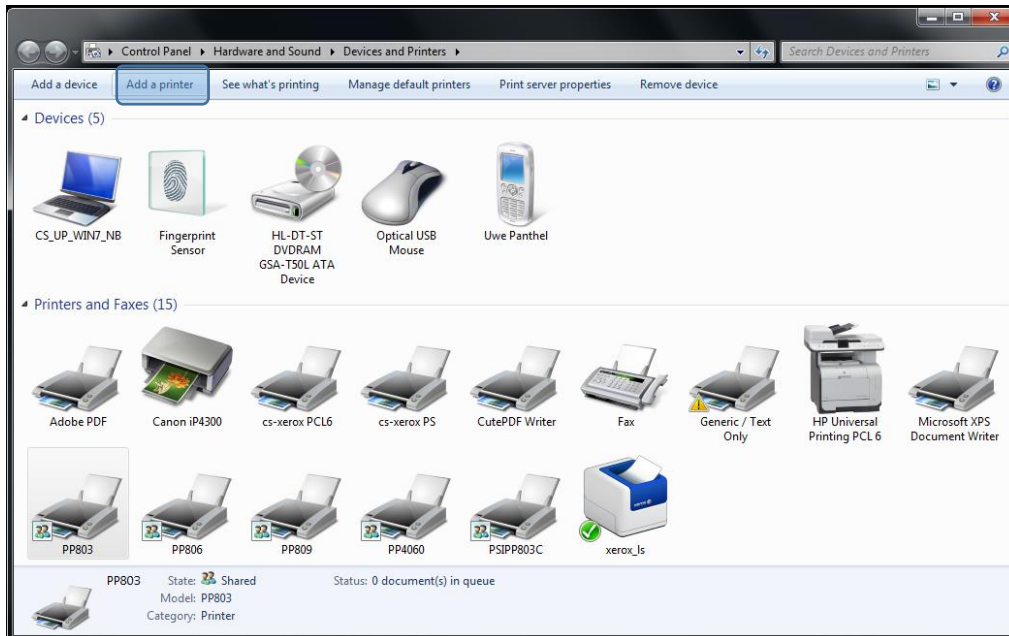 Control Panel Hardware and Sound Devices and Printers Search Devices and Printers
Add a device Add a printer See what's printing Manage default printers Print server properties Remove device
Devices (5)
CS_UP_WIN7_NB
Fingerprint
Sensor
HL-DT-ST
DVDRAM
GSA-T50L ATA
Device
Optical USB
Mouse
Uwe Panthel
Printers and Faxes (15)
Adobe PDF
Canon iP4300
cs-xerox PCL6
cs-xerox PS
CutePDF Writer
Fax
Generic / Text
Only
HP Universal
Printing PCL 6
Microsoft XPS
Document Writer
PP803
PP806
PP809
PP4060
PSIPP803C
xerox_ls
PP803 State: Shared Status: 0 document(s) in queue
Model: PP803
Category: Printer